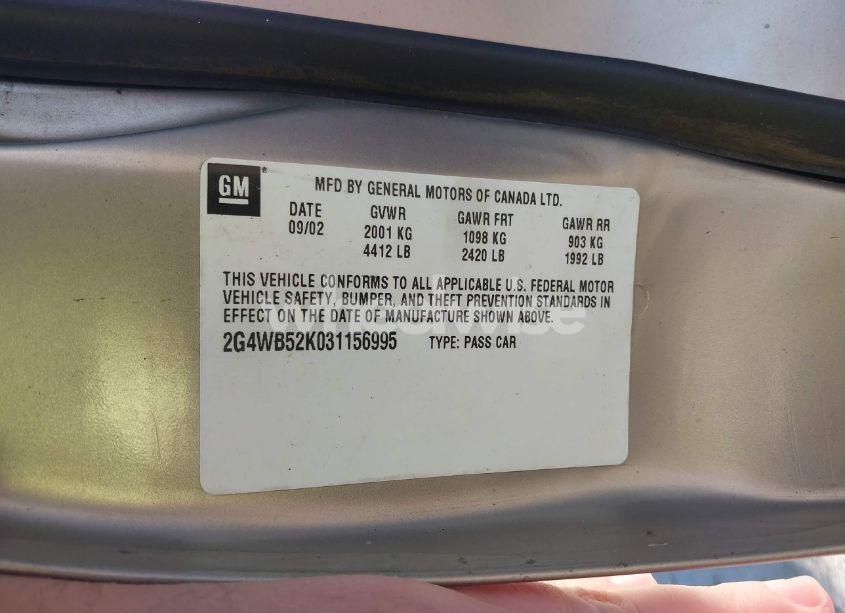 GM
MFD BY GENERAL MOTORS OF CANADA LTD.
DATE GVWR GAWR FRT GAWR RR
09/02 2001 KG 1098 KG 903 KG
4412 LB 2420 LB 1992 LB
THIS VEHICLE CONFORMS TO ALL APPLICABLE U.S. FEDERAL MOTOR
VEHICLE SAFETY, BUMPER, AND THEFT PREVENTION STANDARDS IN
EFFECT ON THE DATE OF MANUFACTURE SHOWN ABOVE.
wheelwise
2G4WB52K031156995 TYPE: PASS CAR